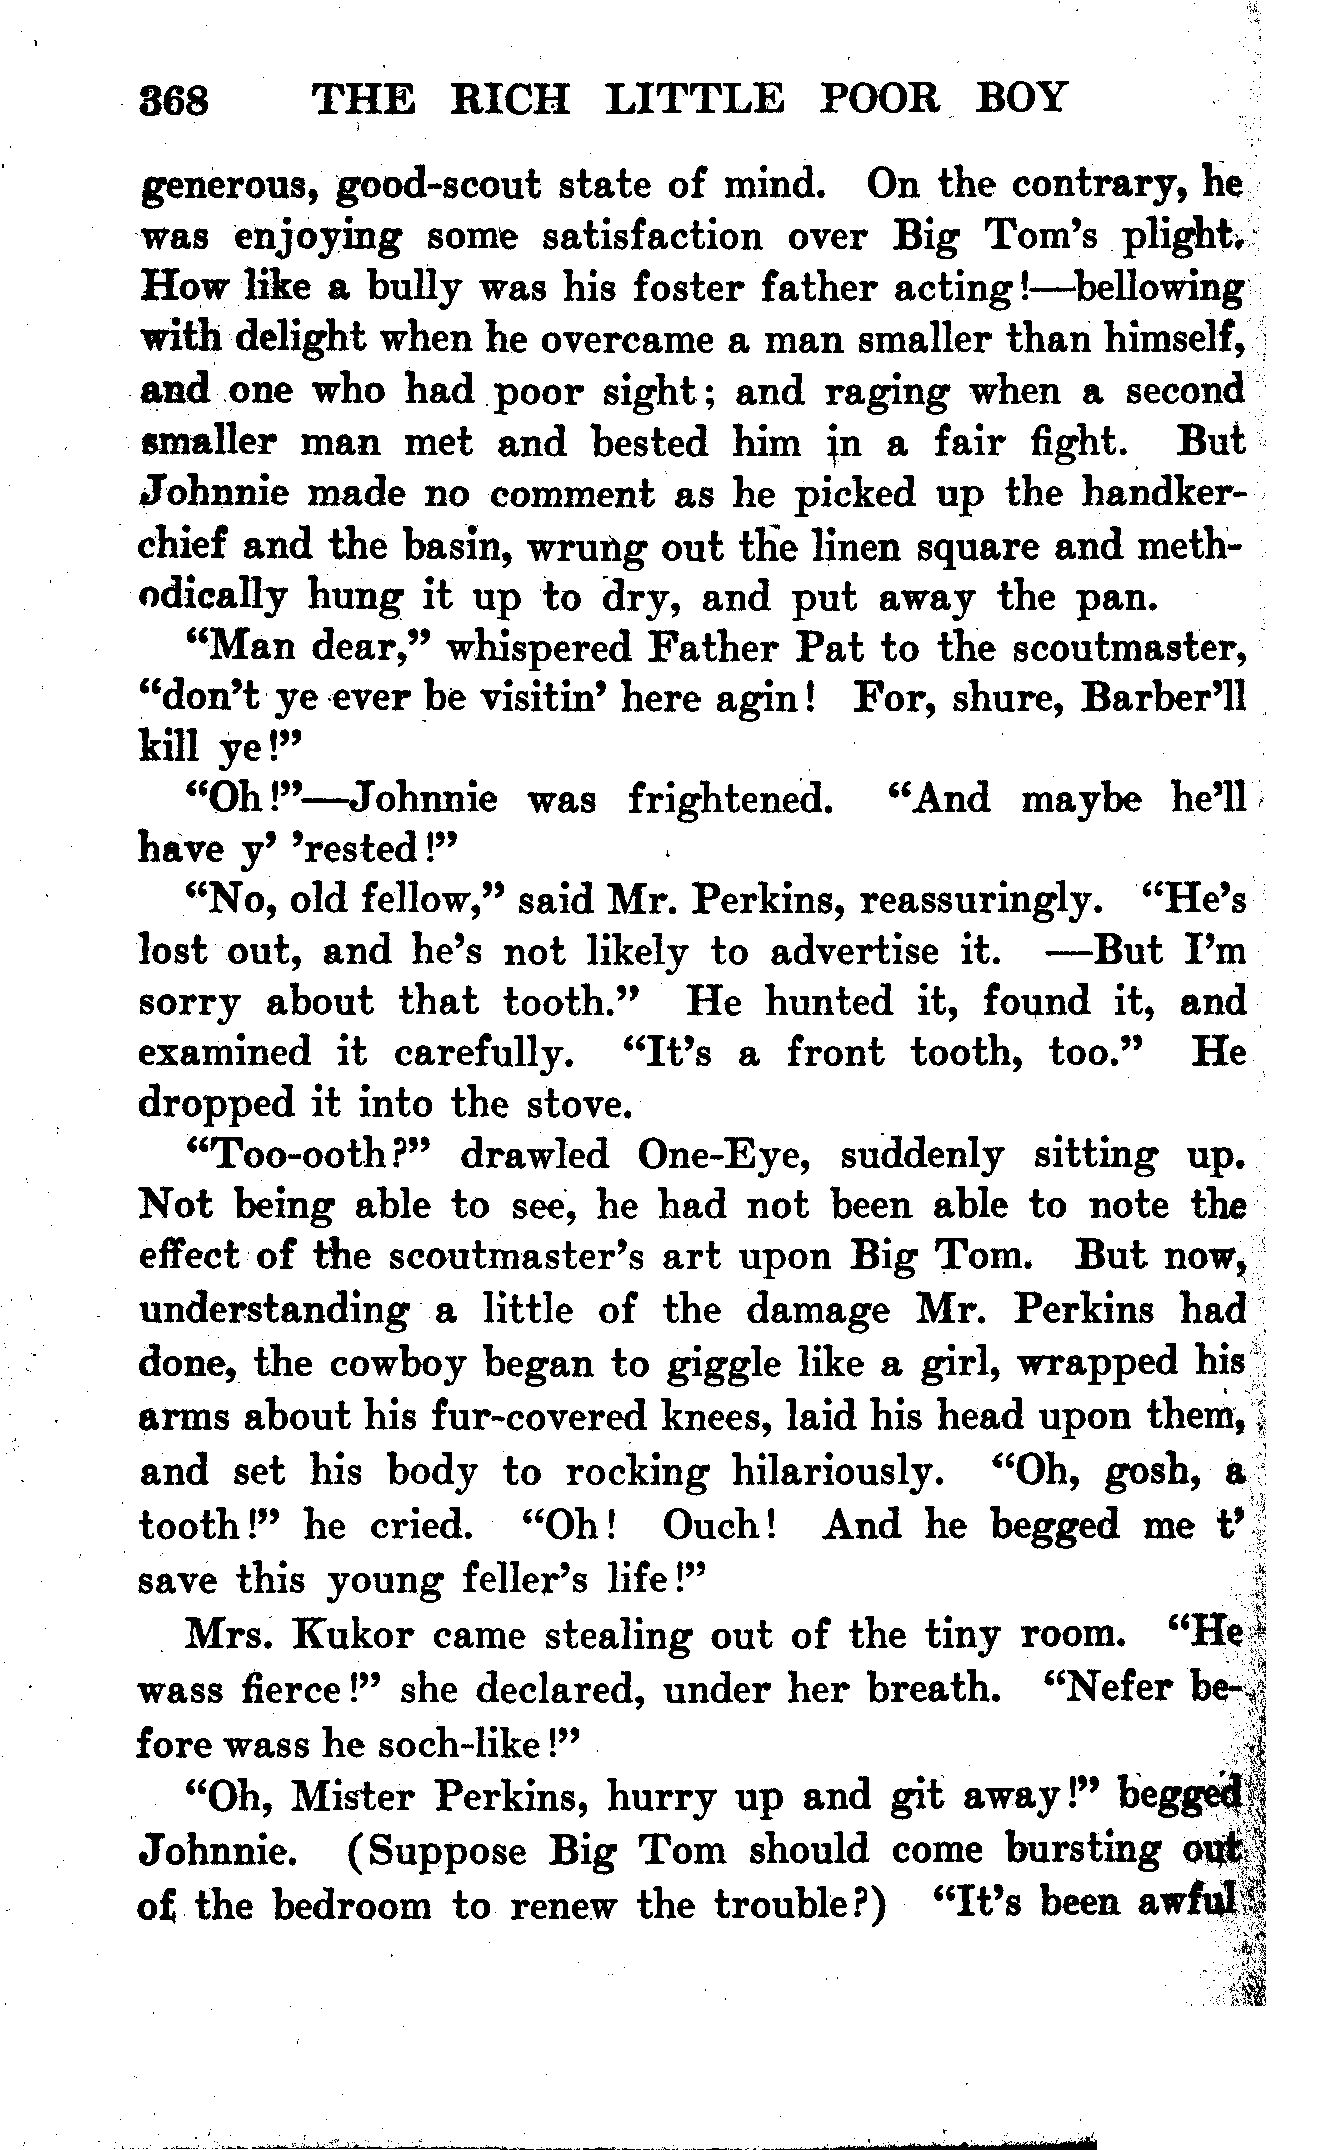 368 THE RICH LITTLE POOR BOY
generous, good-scout state of mind. On the contrary, he
was enjoying some satisfaction over Big Tom's plight.
How like a bully was his foster father acting!—bellowing
with delight when he overcame a man smaller than himself,
and one who had poor sight; and raging when a second
smaller man met and bested him in a fair fight. But
Johnnie made no comment as he picked up the handker-
chief and the basin, wrung out the linen square and meth-
odically hung it up to dry, and put away the pan.
"Man dear," whispered Father Pat to the scoutmaster,
"don't ye ever be visitin' here agin! For, shure, Barber'll
kill ye!"
"Oh!"—Johnnie was frightened. "And maybe he'll
have y' 'rested!"
"No, old fellow," said Mr. Perkins, reassuringly. "He's
lost out, and he's not likely to advertise it. —But I'm
sorry about that tooth." He hunted it, found it, and
examined it carefully. "It's a front tooth, too." He
dropped it into the stove.
"Too-ooth?" drawled One-Eye, suddenly sitting up.
Not being able to see, he had not been able to note the
effect of the scoutmaster's art upon Big Tom. But now,
understanding a little of the damage Mr. Perkins had
done, the cowboy began to giggle like a girl, wrapped his
arms about his fur-covered knees, laid his head upon them,
and set his body to rocking hilariously. "Oh, gosh, a
tooth!" he cried. "Oh! Ouch! And he begged me t'
save this young feller's life!"
Mrs. Kukor came stealing out of the tiny room. "He
wass fierce!" she declared, under her breath. "Nefer be-
fore wass he soch-like!"
"Oh, Mister Perkins, hurry up and git away!" begged
Johnnie. (Suppose Big Tom should come bursting out
of the bedroom to renew the trouble?) "It's been awful